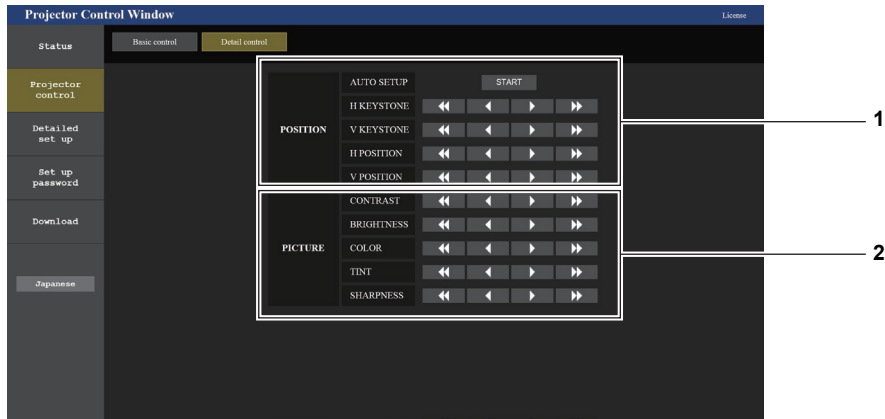 Projector Control Window
License
Status
Basic control
Detail control
Projector
control
Detailed
set up
Set up
password
Download
Japanese
POSITION
AUTO SETUP
START
H KEYSTONE
V KEYSTONE
H POSITION
V POSITION
PICTURE
CONTRAST
BRIGHTNESS
COLOR
TINT
SHARPNESS
1
2